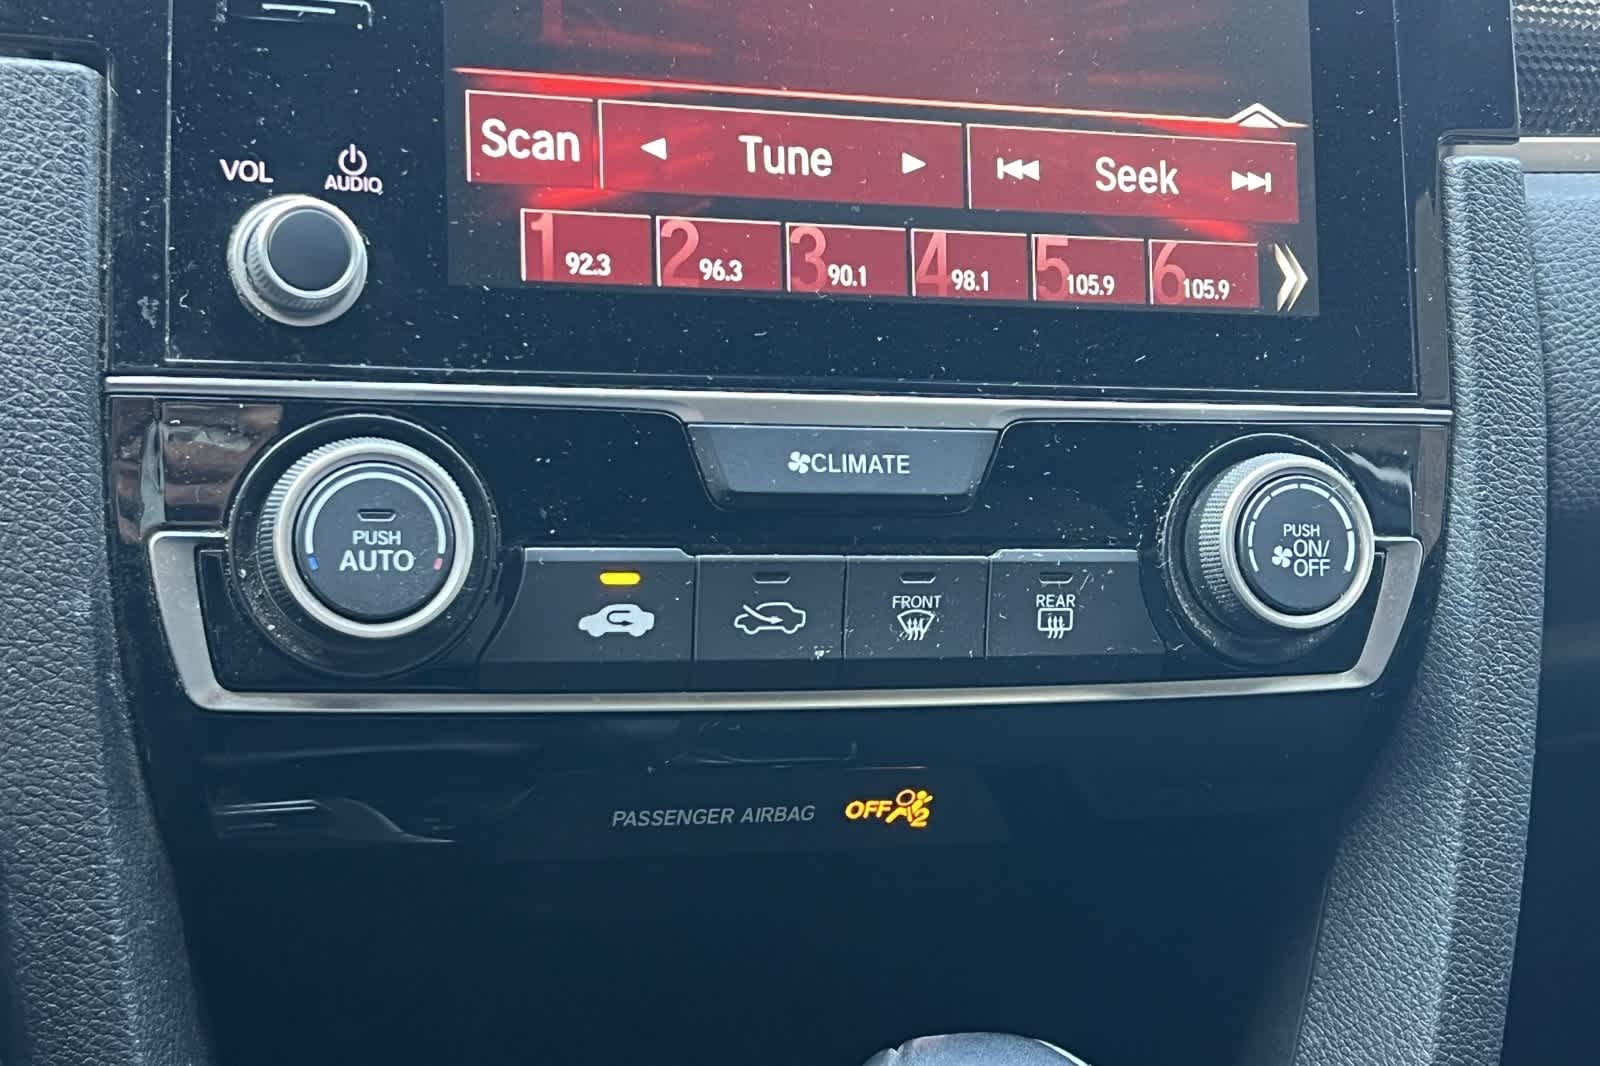 VOL
AUDIO
Scan
Tune
Seek
1 92.3
2 96.3
3 90.1
4 98.1
5 105.9
6 105.9
CLIMATE
PUSH
AUTO
PUSH
ON/
OFF
FRONT
REAR
PASSENGER AIRBAG OFF 2